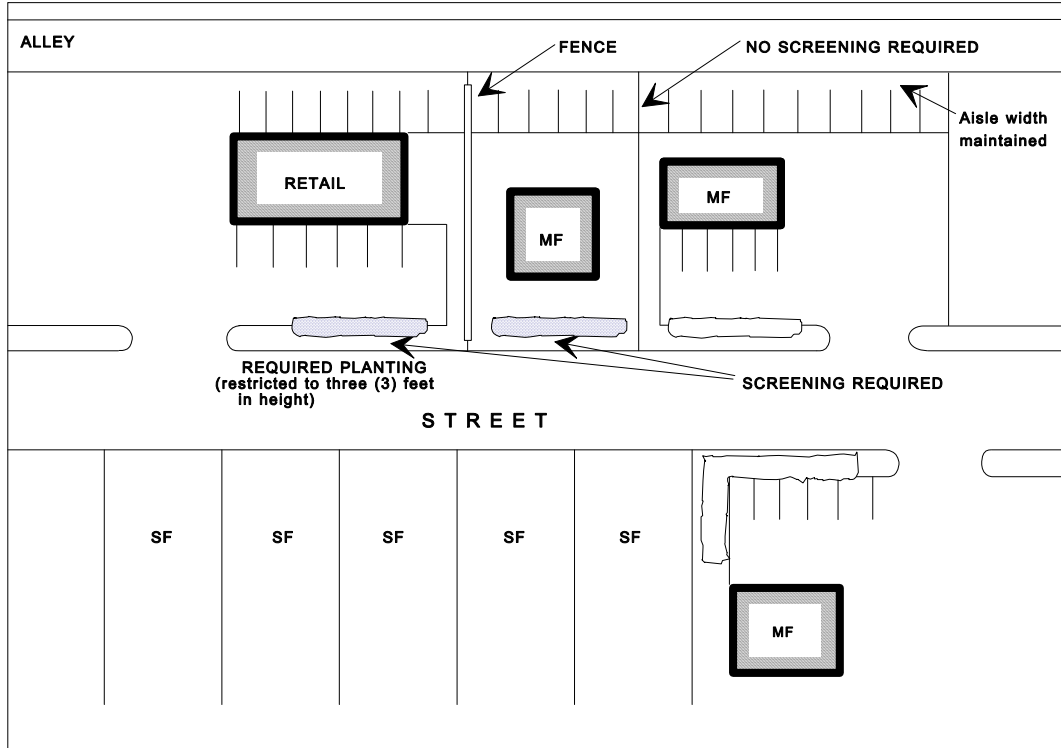 ALLEY
FENCE
NO SCREENING REQUIRED
Aisle width
maintained
RETAIL
MF
MF
REQUIRED PLANTING
(restricted to three (3) feet
in height)
SCREENING REQUIRED
STREET
SF
SF
SF
SF
SF
MF